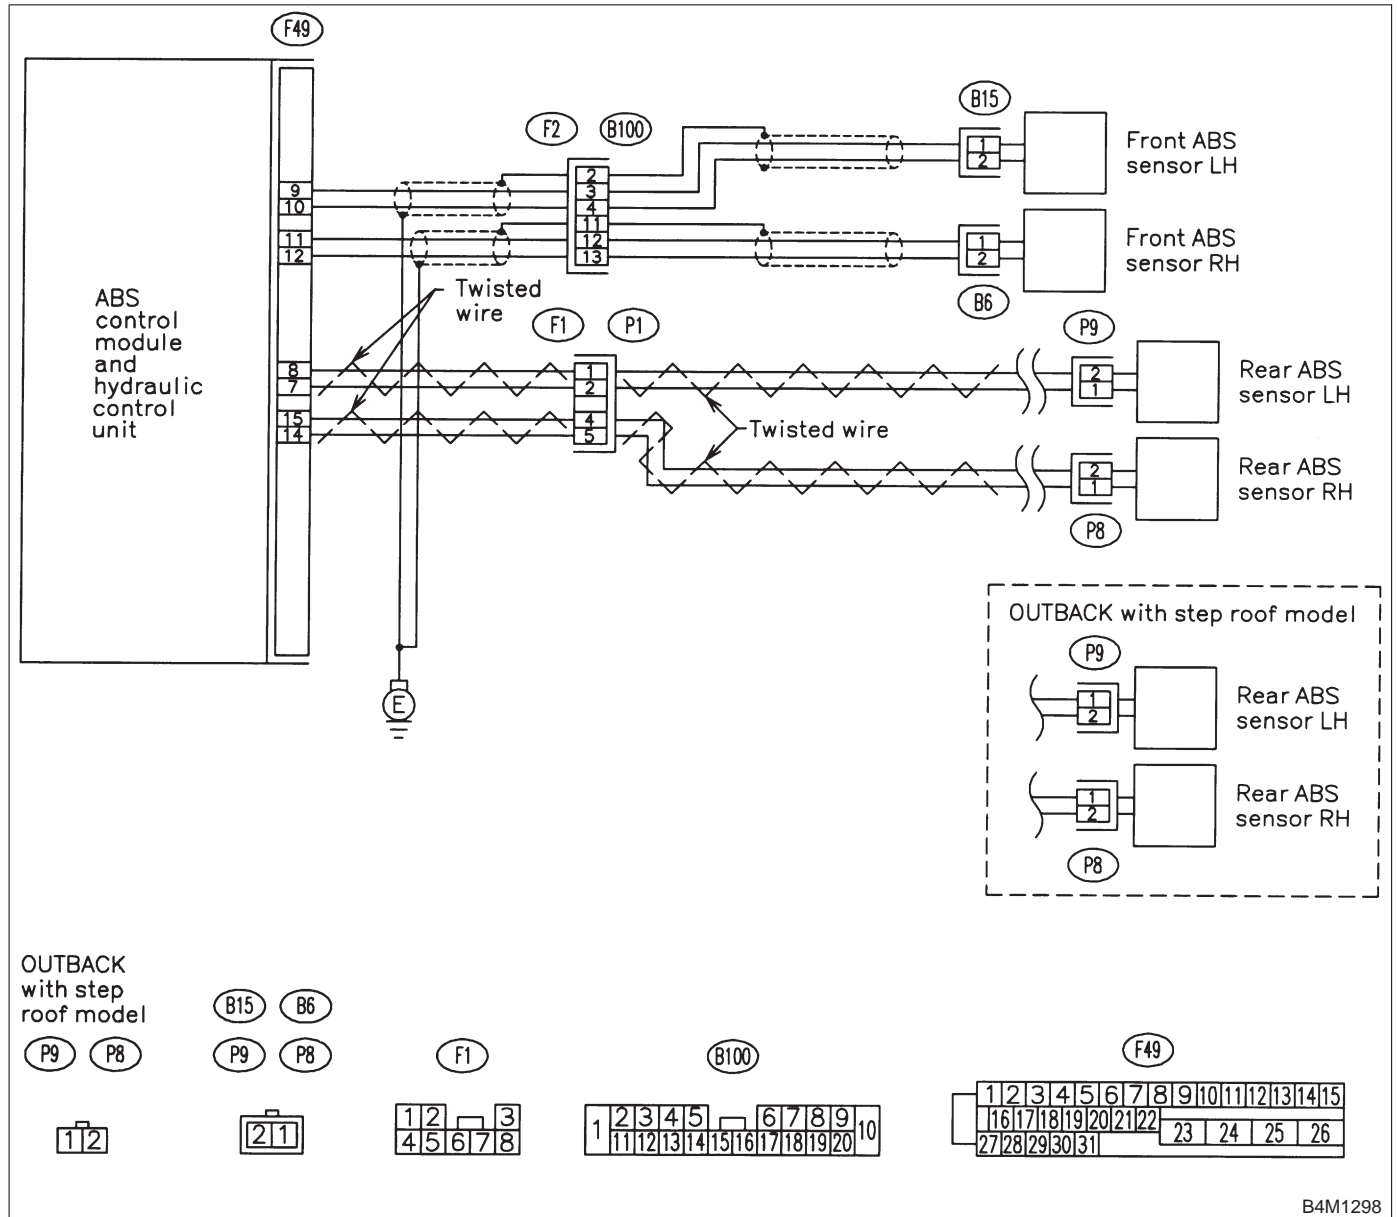 F49
B15
F2 B100
1
2
Front ABS
sensor LH
2
3
4
11
12
13
9
10
11
12
1
2
Front ABS
sensor RH
B6
Twisted
wire
ABS
control
module
and
hydraulic
control
unit
F1 P1
P9
8
7
15
14
1
2
4
5
2
1
Rear ABS
sensor LH
Twisted wire
2
1
Rear ABS
sensor RH
P8
E
OUTBACK with step roof model
P9
1
2
Rear ABS
sensor LH
1
2
Rear ABS
sensor RH
P8
OUTBACK
with step
roof model
P9 P8
1 2
B15 B6
P9 P8
2 1
F1
1 2 3
4 5 6 7 8
B100
1 2 3 4 5 6 7 8 9 10
11 12 13 14 15 16 17 18 19 20
F49
1 2 3 4 5 6 7 8 9 10 11 12 13 14 15
16 17 18 19 20 21 22 23 24 25 26
27 28 29 30 31
B4M1298